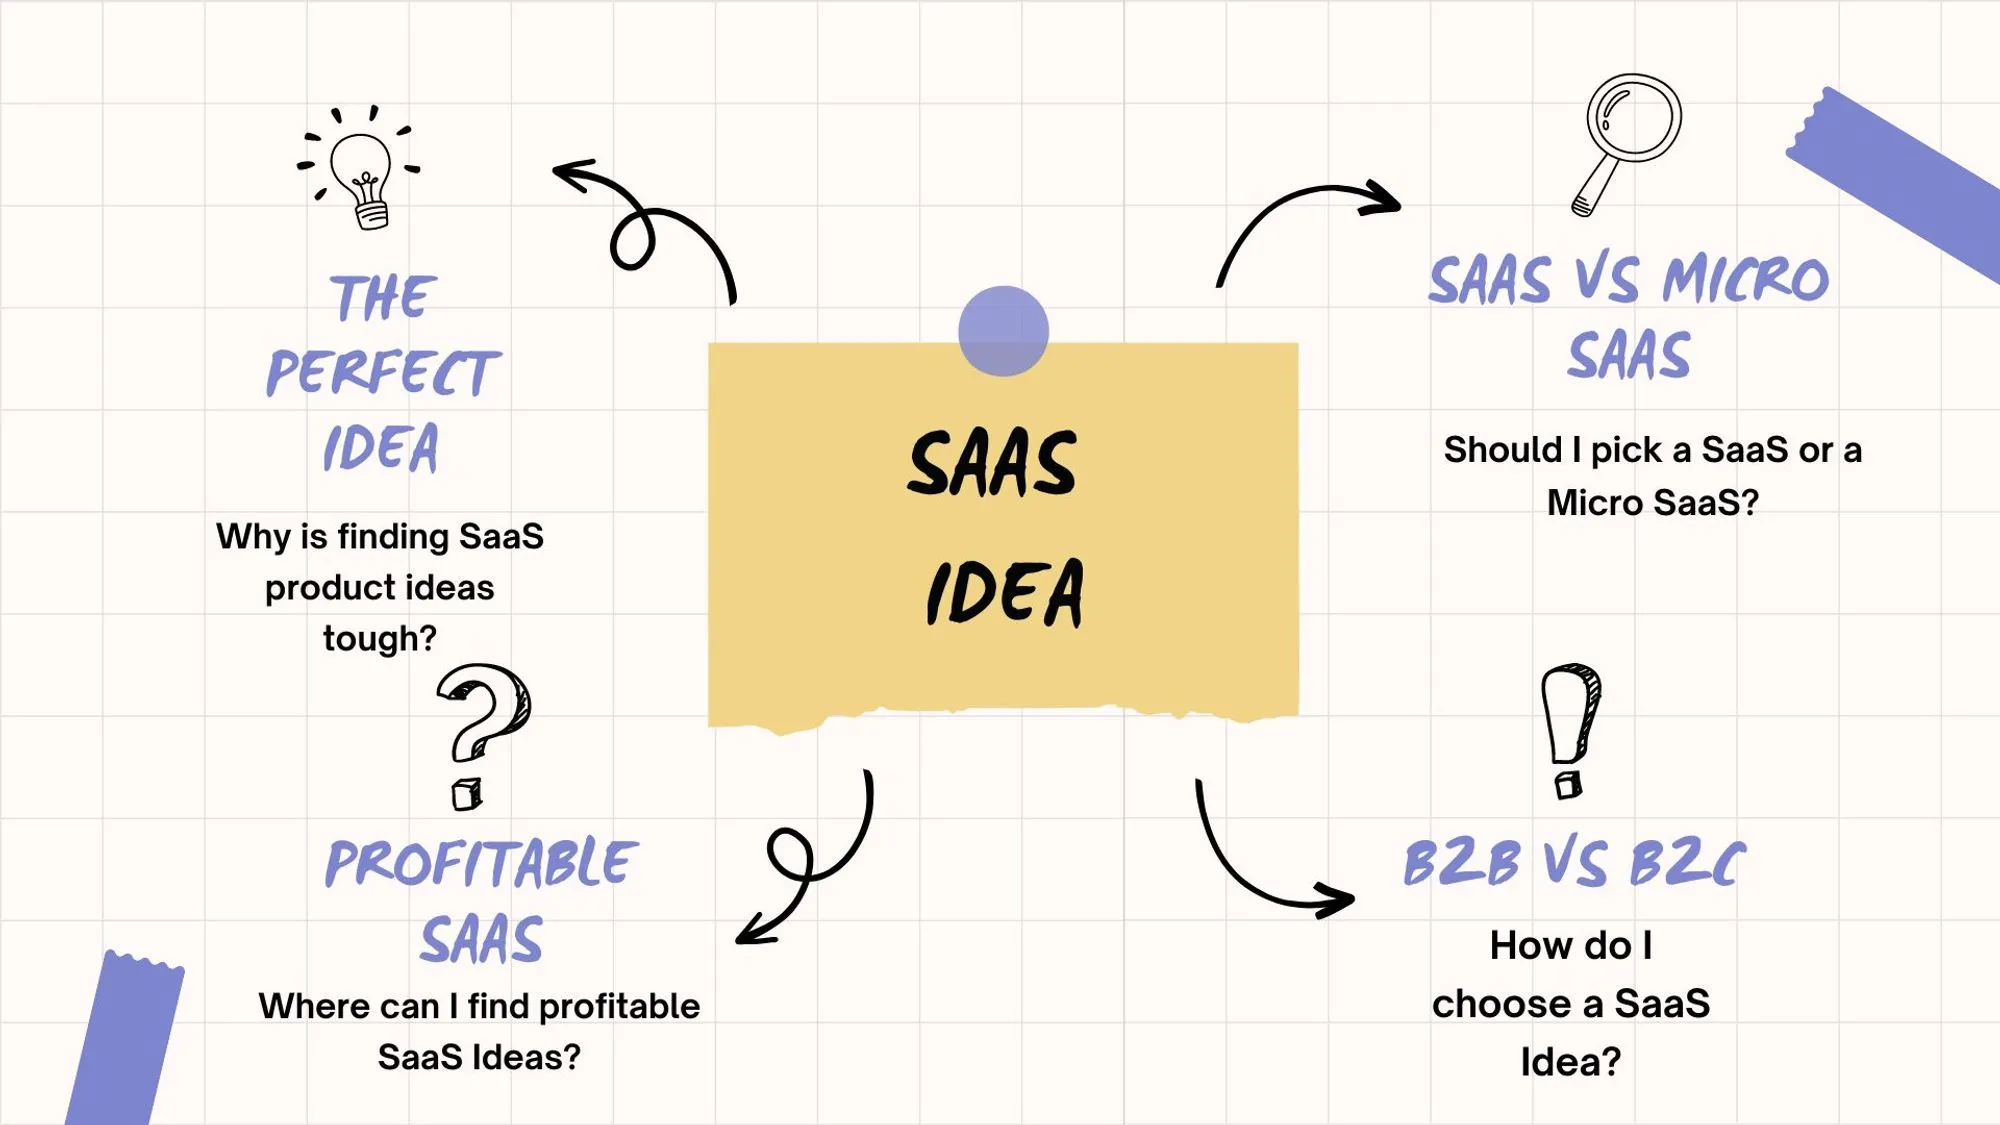 THE
PERFECT
IDEA
Why is finding SaaS
product ideas
tough?
SAAS VS MICRO
SAAS
Should I pick a SaaS or a
Micro SaaS?
SAAS
IDEA
PROFITABLE
SAAS
Where can I find profitable
SaaS Ideas?
B2B VS B2C
How do I
choose a SaaS
Idea?